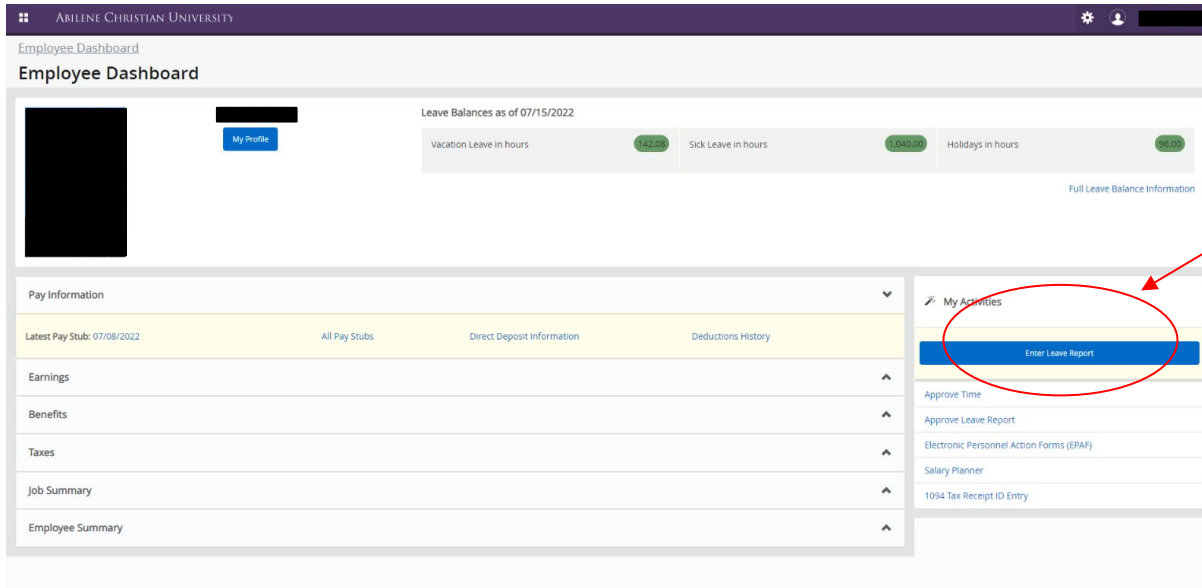 ABILENE CHRISTIAN UNIVERSITY
Employee Dashboard
Employee Dashboard
My Profile
Leave Balances as of 07/15/2022
Vacation Leave in hours 142.08 Sick Leave in hours 1,040.00 Holidays in hours 96.00
Full Leave Balance Information
Pay Information
Latest Pay Stub: 07/08/2022 All Pay Stubs Direct Deposit Information Deductions History
Earnings
Benefits
Taxes
Job Summary
Employee Summary
My Activities
Enter Leave Report
Approve Time
Approve Leave Report
Electronic Personnel Action Forms (EPAF)
Salary Planner
1094 Tax Receipt ID Entry